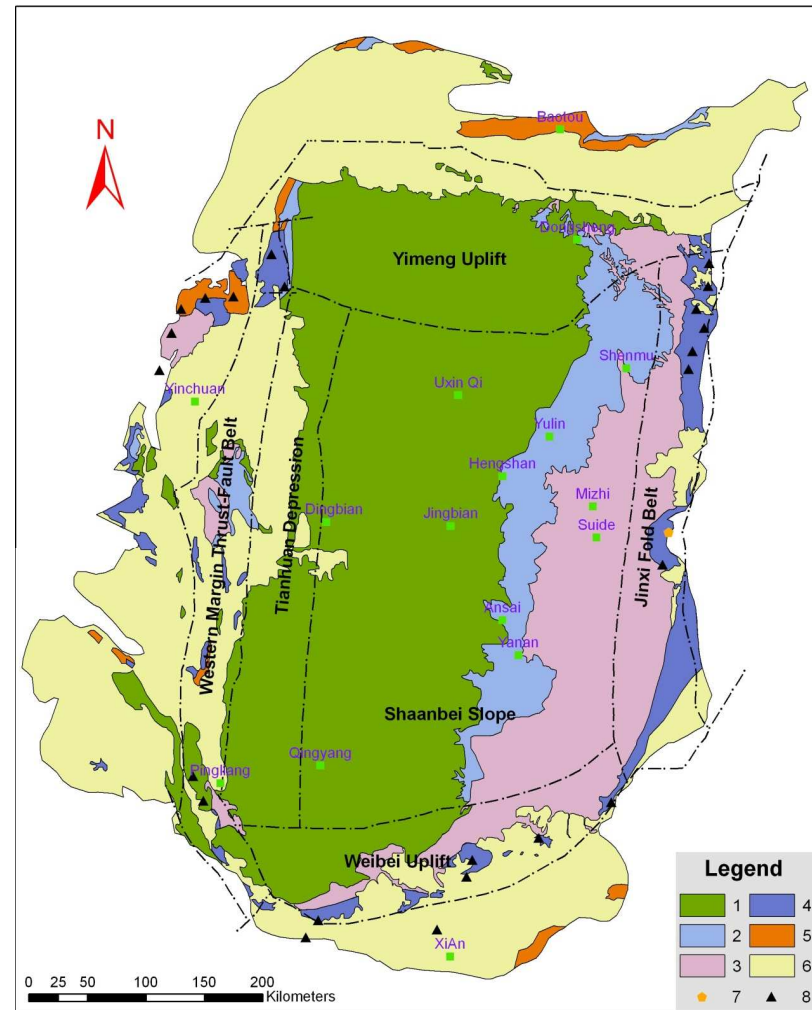 Baotou
N
Dongsheng
Yimeng Uplift
Shenmu
Yinchuan
Uxin Qi
Yulin
Hengshan
Western Margin Thrust-Fault Belt
Tianhuan Depression
Mizhi
Dingbian
Jingbian
Suide
Jinxi Fold Belt
Ansai
Yanan
Shaanbei Slope
Qingyang
Pingliang
Weibei Uplift
XiAn
Legend
1 4
2 5
3 6
7 8
0 25 50 100 150 200
Kilometers